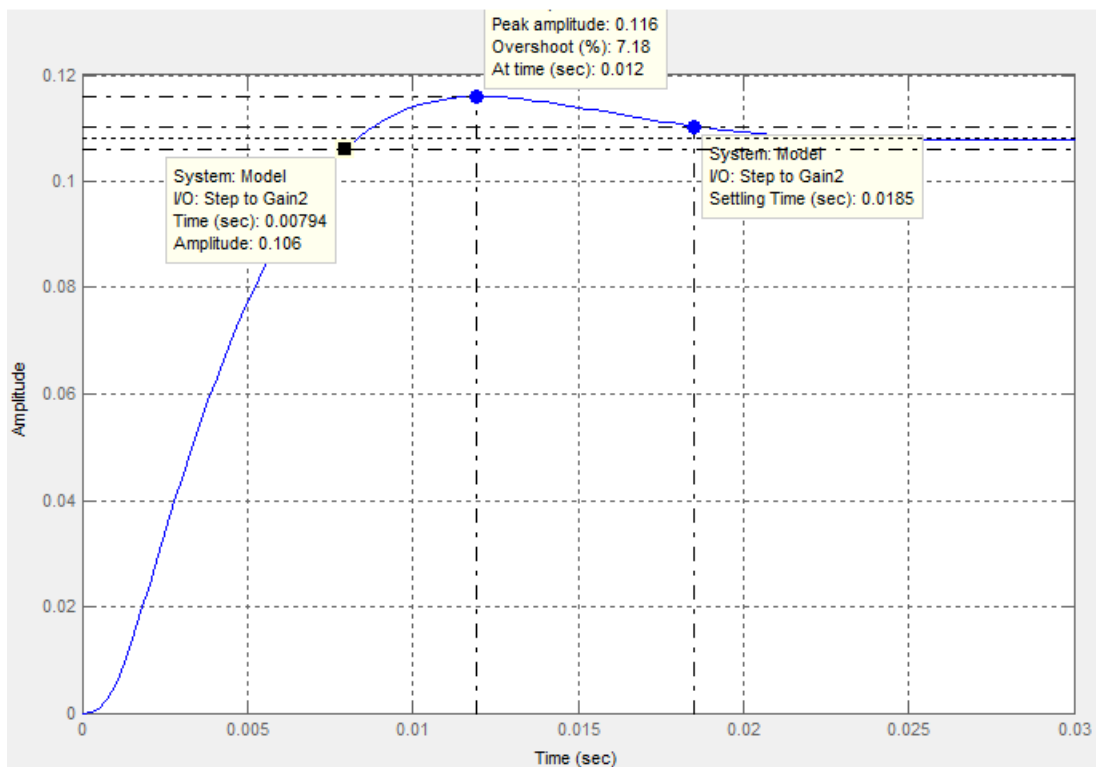 Peak amplitude: 0.116
Overshoot (%): 7.18
At time (sec): 0.012
0.12
0.1
0.08
0.06
0.04
0.02
0
System: Model
I/O: Step to Gain2
Time (sec): 0.00794
Amplitude: 0.106
System: Model
I/O: Step to Gain2
Settling Time (sec): 0.0185
Amplitude
0
0.005
0.01
0.015
0.02
0.025
0.03
Time (sec)